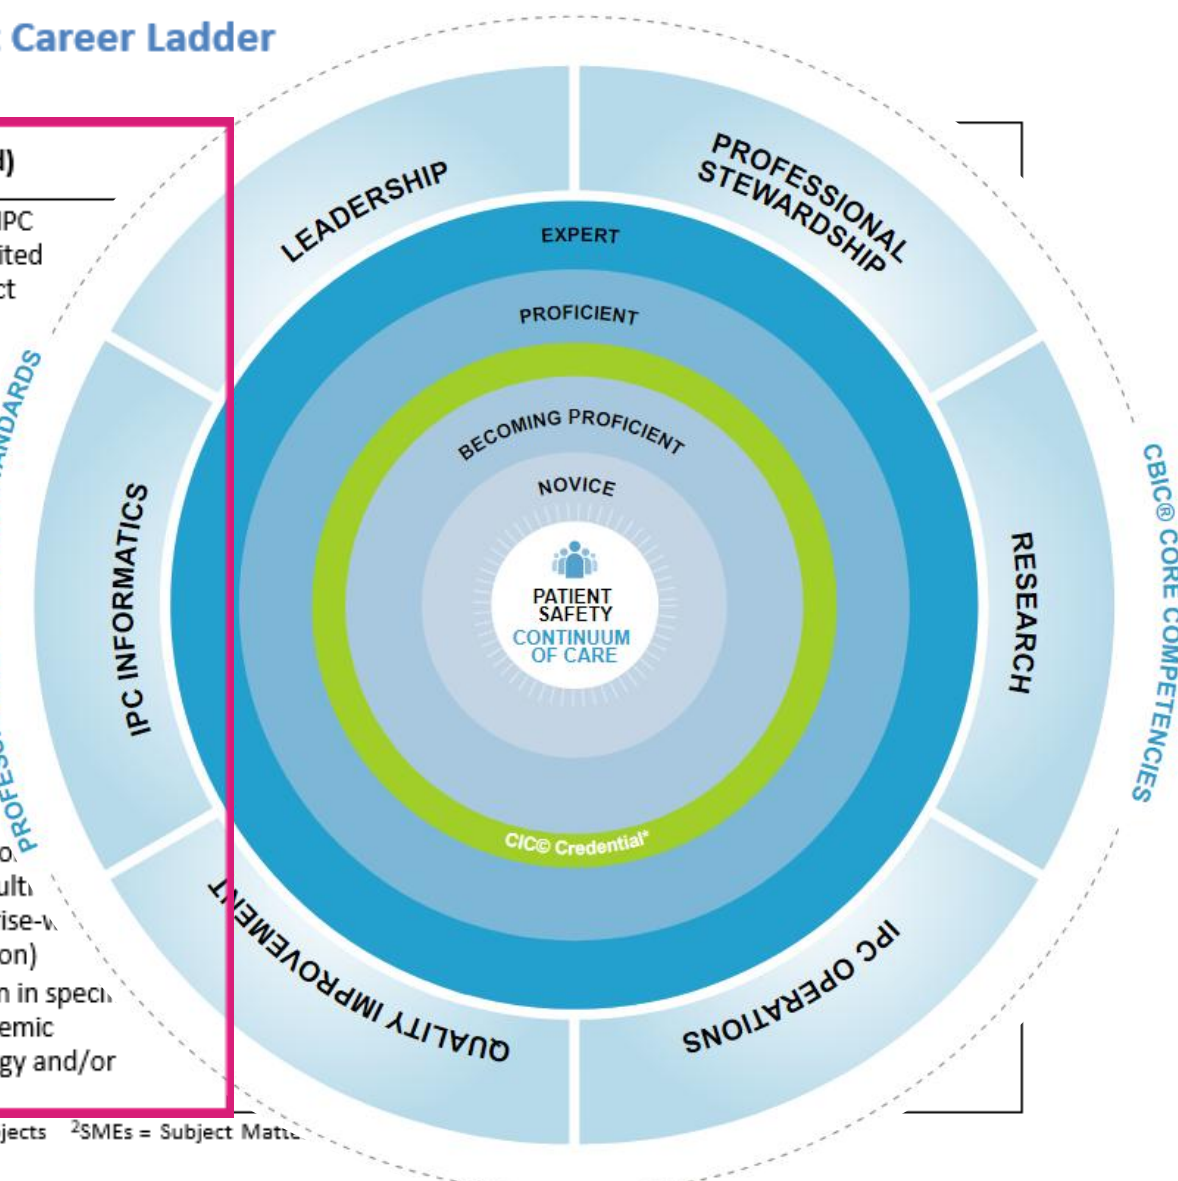 Career Ladder
IPC
LEADERSHIP
PROFESSIONAL
STEWARDSHIP
EXPERT
PROFICIENT
BECOMING PROFICIENT
NOVICE
PATIENT
SAFETY
CONTINUUM
OF CARE
IPC INFORMATICS
RESEARCH
CBIC® CORE COMPETENCIES
CIC© Credential*
QUALITY IMPROVEMENT
IPC OPERATIONS
on)
in
gy and/or
jects ²SMEs = Subject